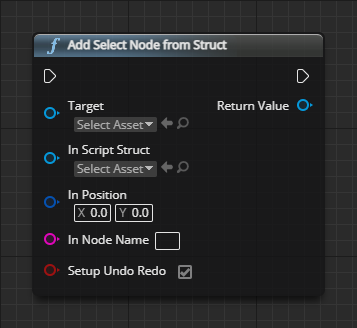 f Add Select Node from Struct
Target Return Value
Select Asset
In Script Struct
Select Asset
In Position
X 0.0 Y 0.0
In Node Name
Setup Undo Redo